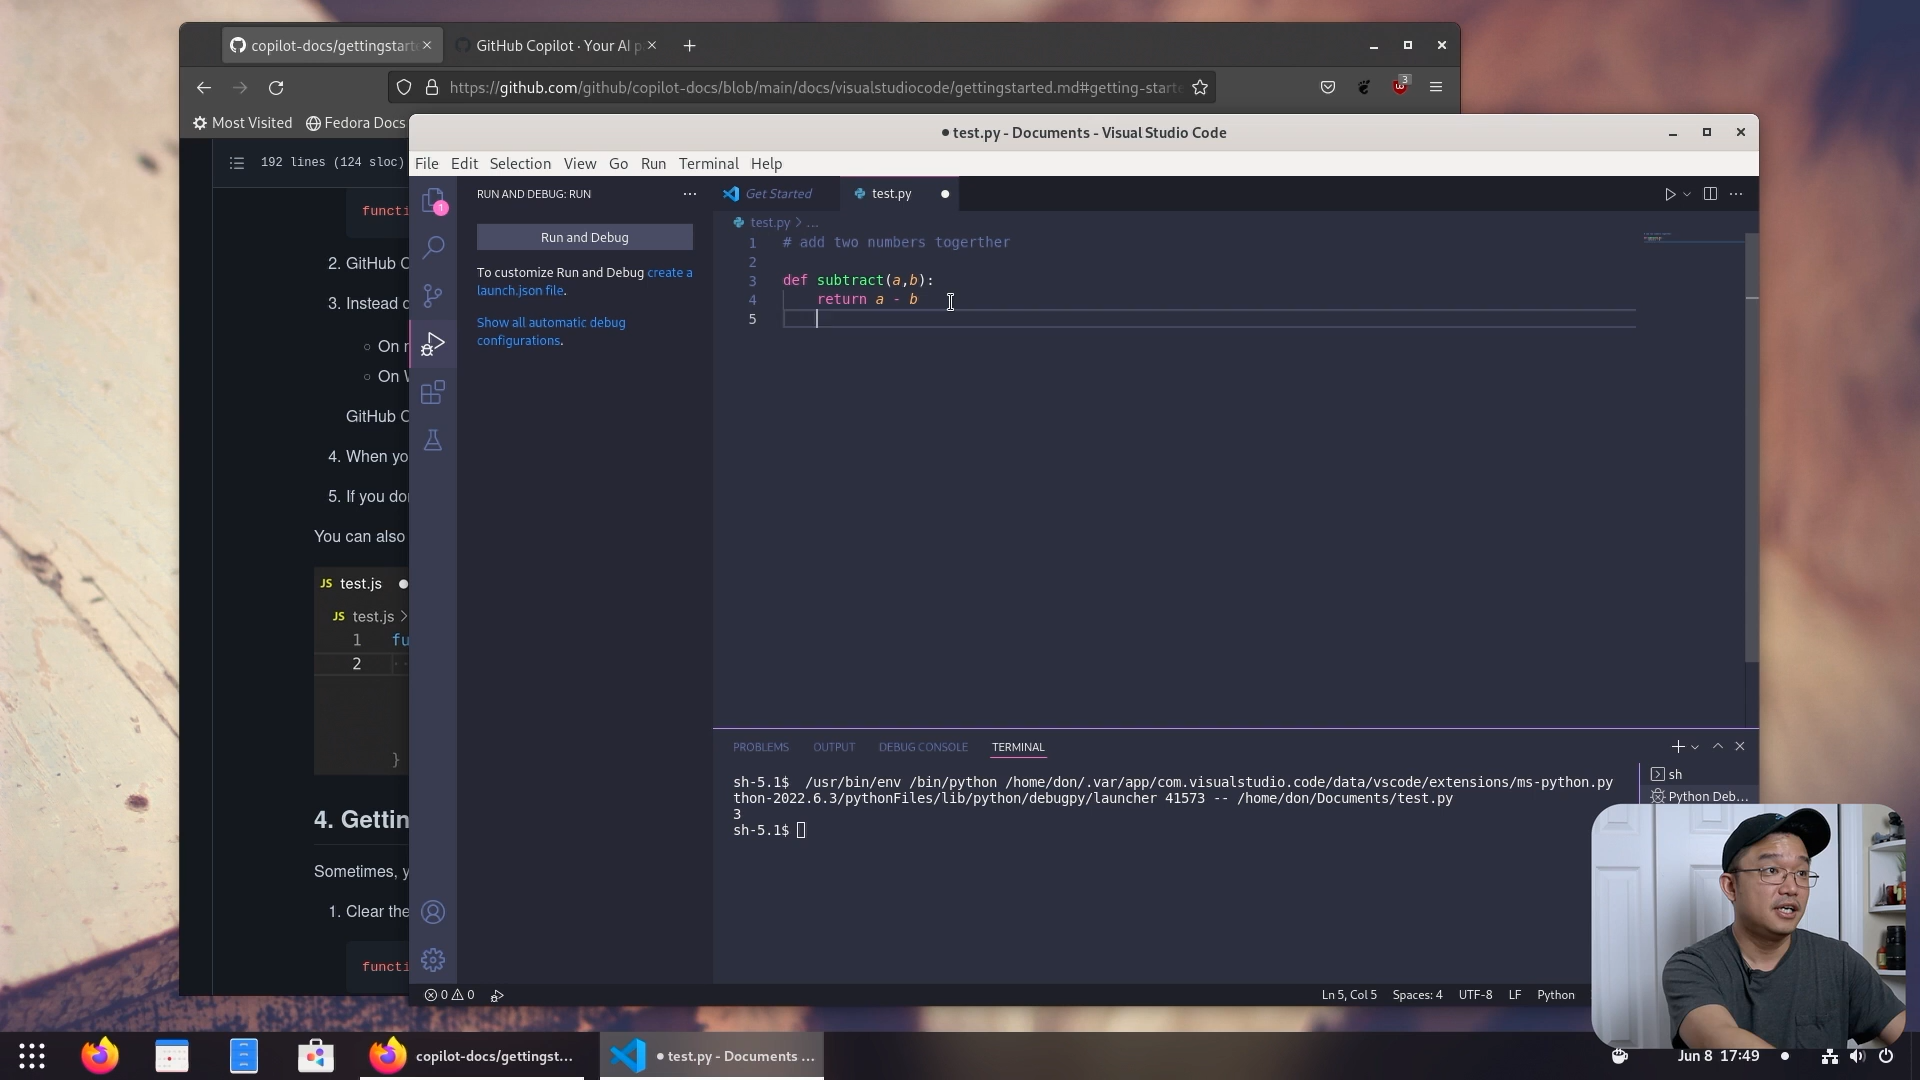 copilot-docs/gettingstart
GitHub Copilot · Your AI p
https://github.com/github/copilot-docs/blob/main/docs/visualstudiocode/gettingstarted.md#getting-starte
3
Most Visited
Fedora Docs
192 lines (124 sloc)
functi
2. GitHub C
3. Instead
On
On
GitHub C
4. When yo
5. If you do
You can also
JS test.js
JS test.js >
1 fu
2
}
4. Gettin
Sometimes, y
1. Clear the
functi
● test.py - Documents - Visual Studio Code
File Edit Selection View Go Run Terminal Help
1
RUN AND DEBUG: RUN
Run and Debug
To customize Run and Debug create a
launch.json file.
Show all automatic debug
configurations.
Get Started
test.py
test.py > ...
1 # add two numbers togerther
2
3 def subtract(a,b):
4 return a - b
5
PROBLEMS OUTPUT DEBUG CONSOLE TERMINAL
sh-5.1$  /usr/bin/env /bin/python /home/don/.var/app/com.visualstudio.code/data/vscode/extensions/ms-python.py
thon-2022.6.3/pythonFiles/lib/python/debugpy/launcher 41573 -- /home/don/Documents/test.py
3
sh-5.1$
sh
Python Deb...
0 0
Ln 5, Col 5 Spaces: 4 UTF-8 LF Python
copilot-docs/gettingst...
● test.py - Documents ...
Jun 8 17:49